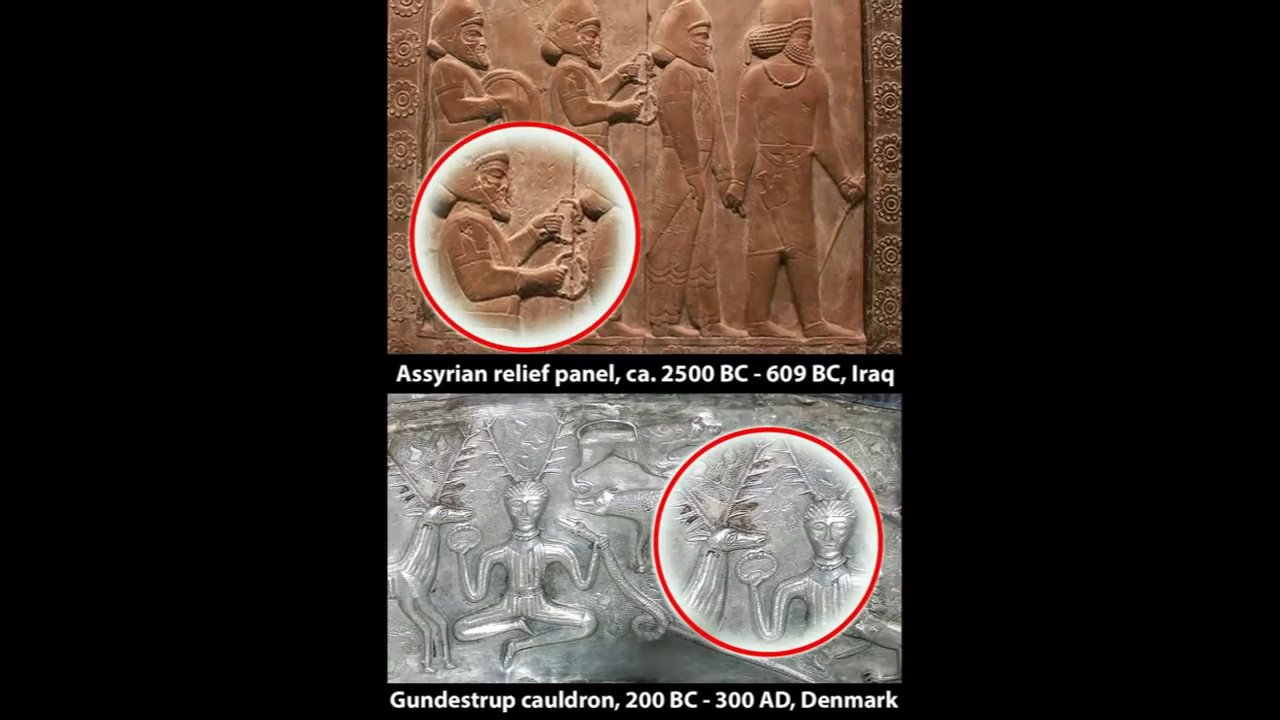 Assyrian relief panel, ca. 2500 BC - 609 BC, Iraq
Gundestrup cauldron, 200 BC - 300 AD, Denmark